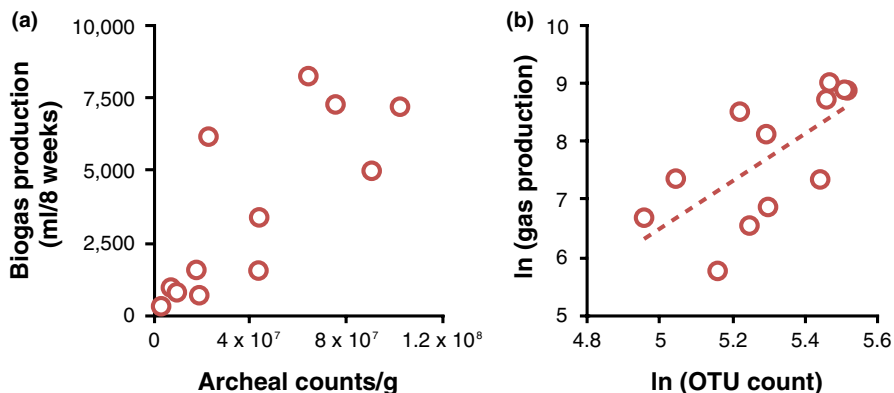 (a)
Biogas production
(ml/8 weeks)
10,000
7,500
5,000
2,500
0
0
4 x 10⁷
8 x 10⁷
1.2 x 10⁸
Archeal counts/g
(b)
ln (gas production)
10
9
8
7
6
5
4.8
5
5.2
5.4
5.6
ln (OTU count)